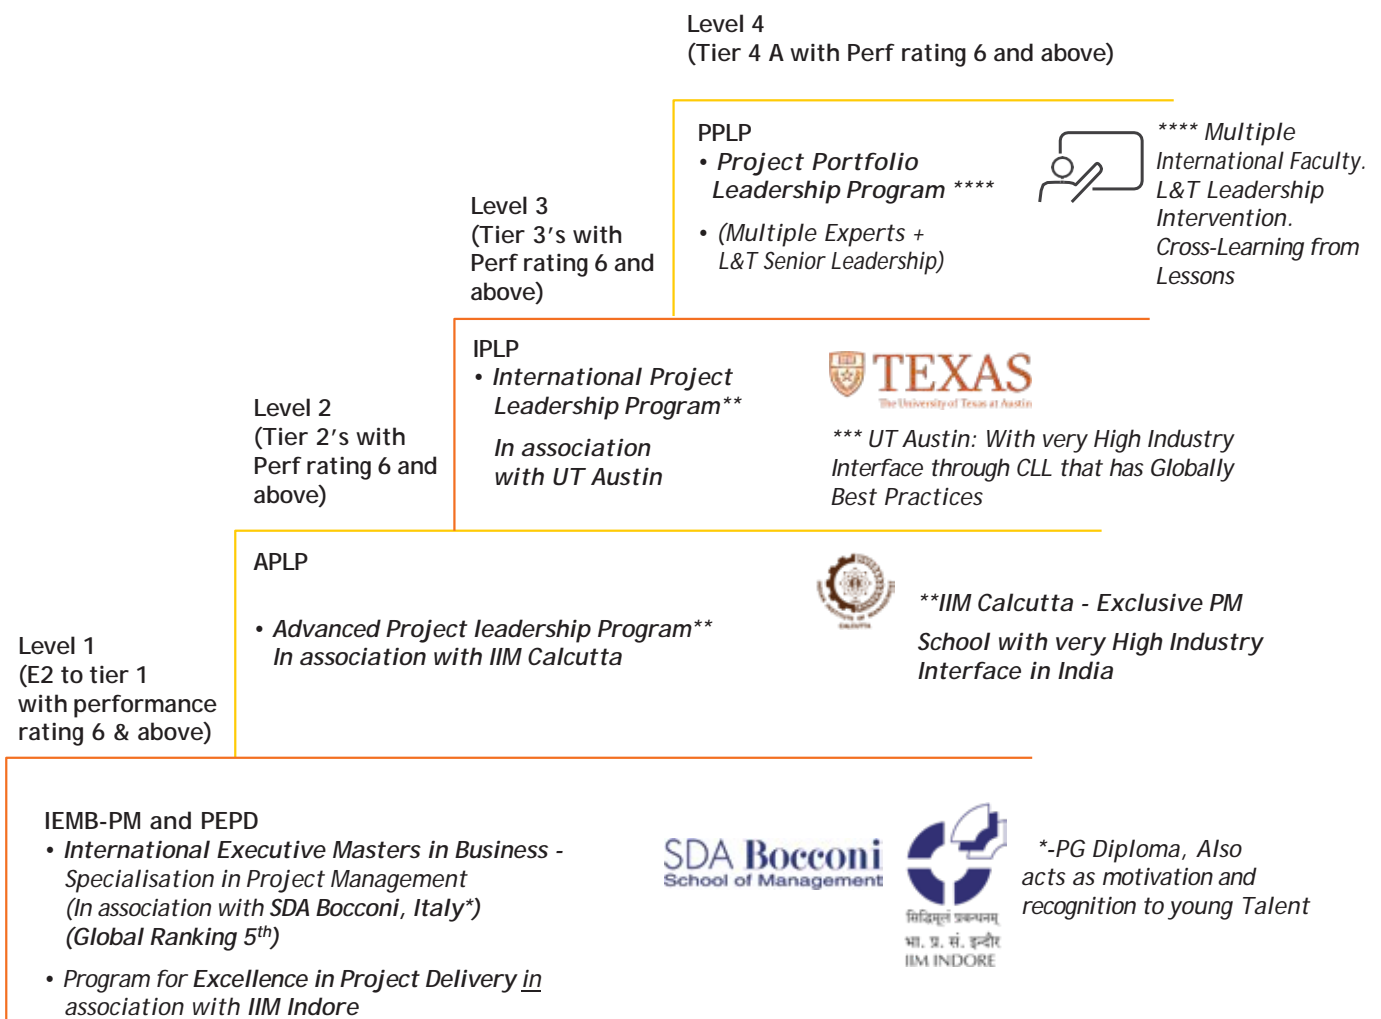 Level 4
(Tier 4 A with Perf rating 6 and above)
PPLP
• Project Portfolio
Leadership Program ****
• (Multiple Experts +
L&T Senior Leadership)
**** Multiple
International Faculty.
L&T Leadership
Intervention.
Cross-Learning from
Lessons
Level 3
(Tier 3's with
Perf rating 6 and
above)
IPLP
• International Project
Leadership Program**
In association
with UT Austin
TEXAS
The University of Texas at Austin
*** UT Austin: With very High Industry
Interface through CLL that has Globally
Best Practices
Level 2
(Tier 2's with
Perf rating 6 and
above)
APLP
• Advanced Project leadership Program**
In association with IIM Calcutta
CALCUTTA
**IIM Calcutta - Exclusive PM
School with very High Industry
Interface in India
Level 1
(E2 to tier 1
with performance
rating 6 & above)
IEMB-PM and PEPD
• International Executive Masters in Business -
Specialisation in Project Management
(In association with SDA Bocconi, Italy*)
(Global Ranking 5th)
• Program for Excellence in Project Delivery in
association with IIM Indore
SDA Bocconi
School of Management
सिद्धिमूलं प्रबन्धनम्
भा. प्र. सं. इन्दौर
IIM INDORE
*-PG Diploma, Also
acts as motivation and
recognition to young Talent